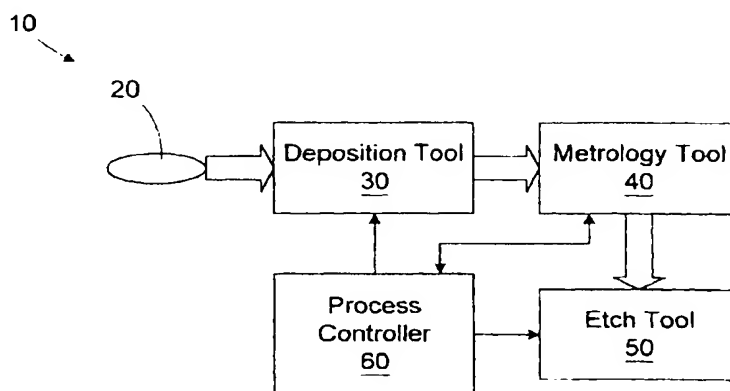 10
20
Deposition Tool
30
Metrology Tool
40
Process
Controller
60
Etch Tool
50